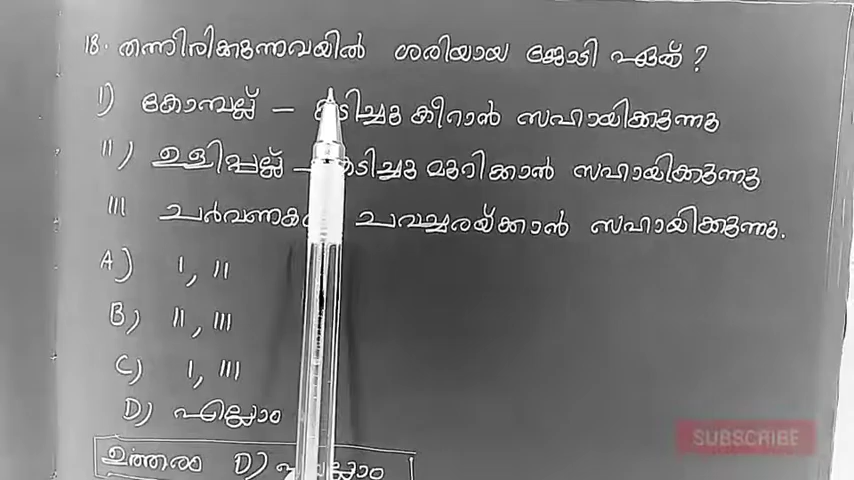 18. തന്നിരിക്കുന്നവയിൽ ശരിയായ ജോടി ഏത് ?
I) കോമ്പല്ല് – കടിച്ചു കീറാൻ സഹായിക്കുന്നു
II) ഉളിപ്പല്ല് – കടിച്ചു മുറിക്കാൻ സഹായിക്കുന്നു
III ചർവണകം ചവച്ചരയ്ക്കാൻ സഹായിക്കുന്നു.
A) I, II
B) II, III
C) I, III
D) എല്ലാം
ഉത്തരം D) എല്ലാം
SUBSCRIBE